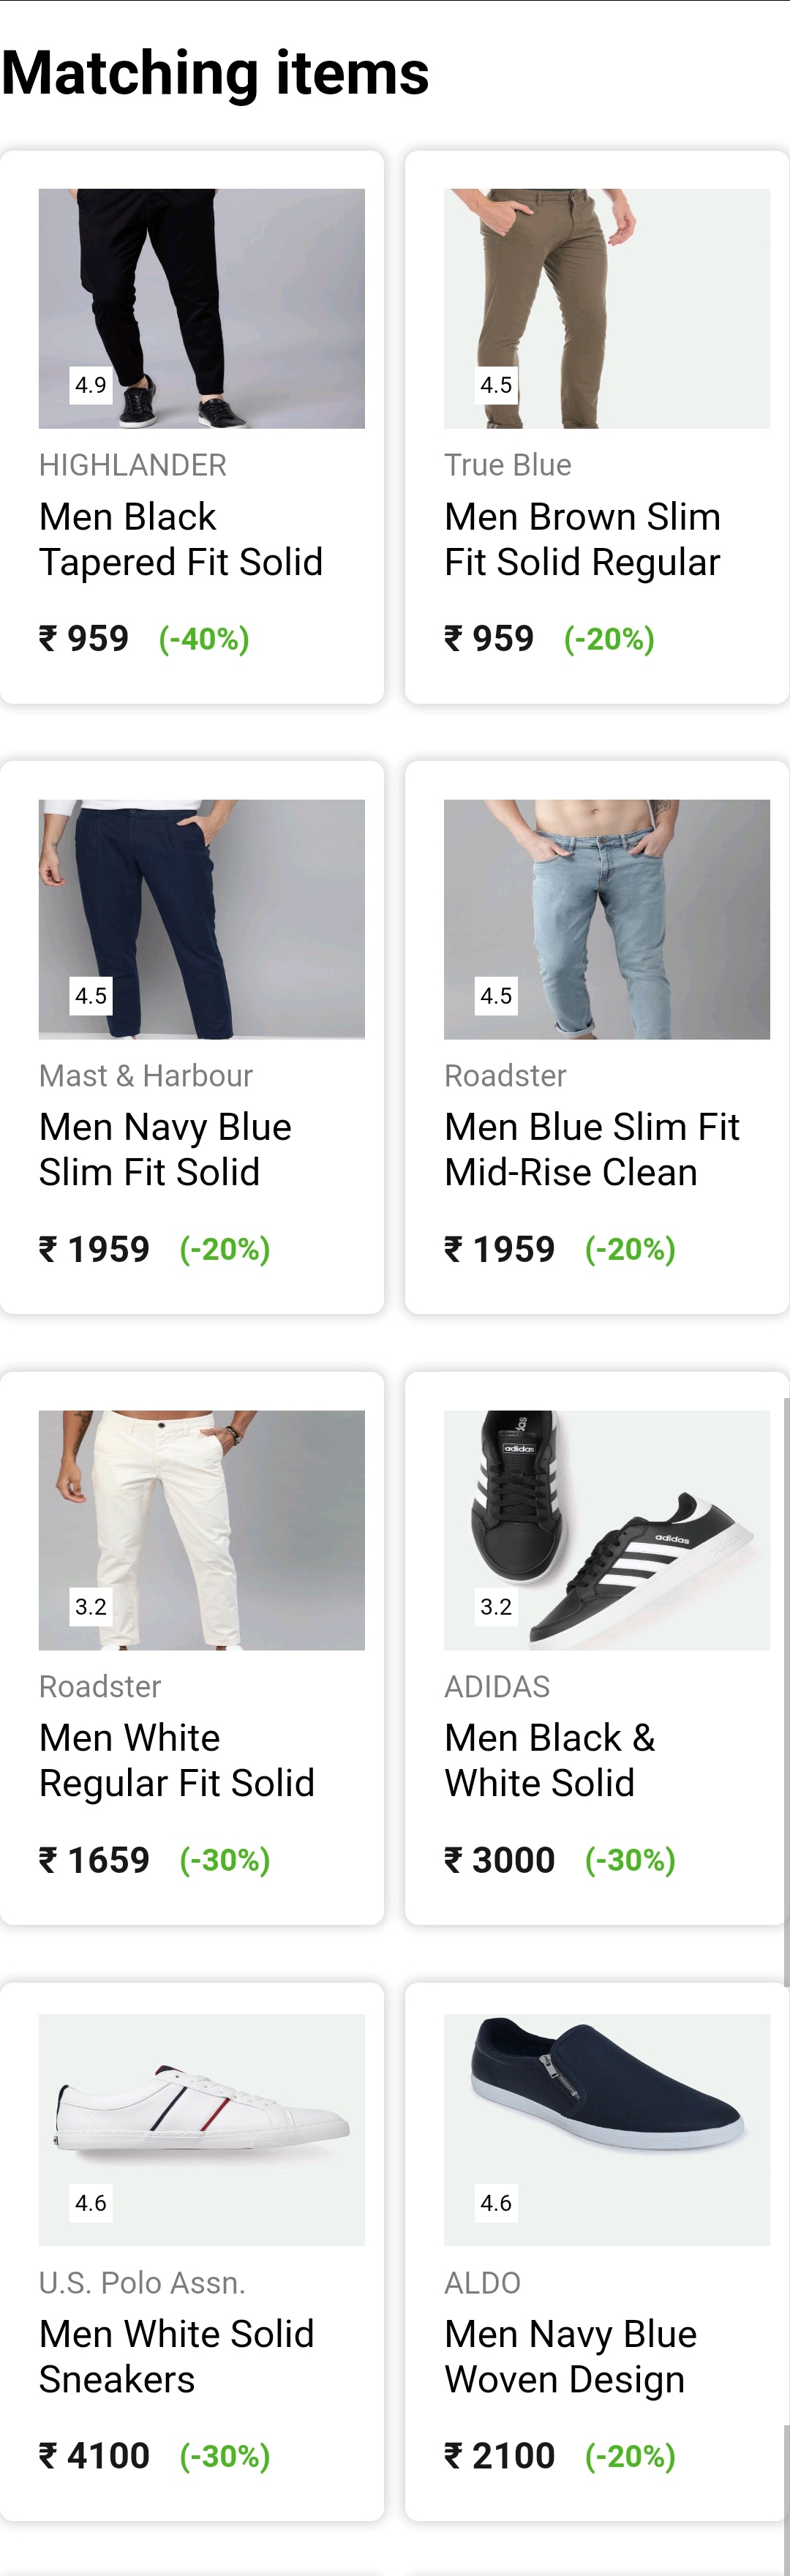 Matching items
4.9
HIGHLANDER
Men Black
Tapered Fit Solid
₹ 959 (-40%)
4.5
True Blue
Men Brown Slim
Fit Solid Regular
₹ 959 (-20%)
4.5
Mast & Harbour
Men Navy Blue
Slim Fit Solid
₹ 1959 (-20%)
4.5
Roadster
Men Blue Slim Fit
Mid-Rise Clean
₹ 1959 (-20%)
3.2
Roadster
Men White
Regular Fit Solid
₹ 1659 (-30%)
adidas
adidas
3.2
ADIDAS
Men Black &
White Solid
₹ 3000 (-30%)
4.6
U.S. Polo Assn.
Men White Solid
Sneakers
₹ 4100 (-30%)
4.6
ALDO
Men Navy Blue
Woven Design
₹ 2100 (-20%)